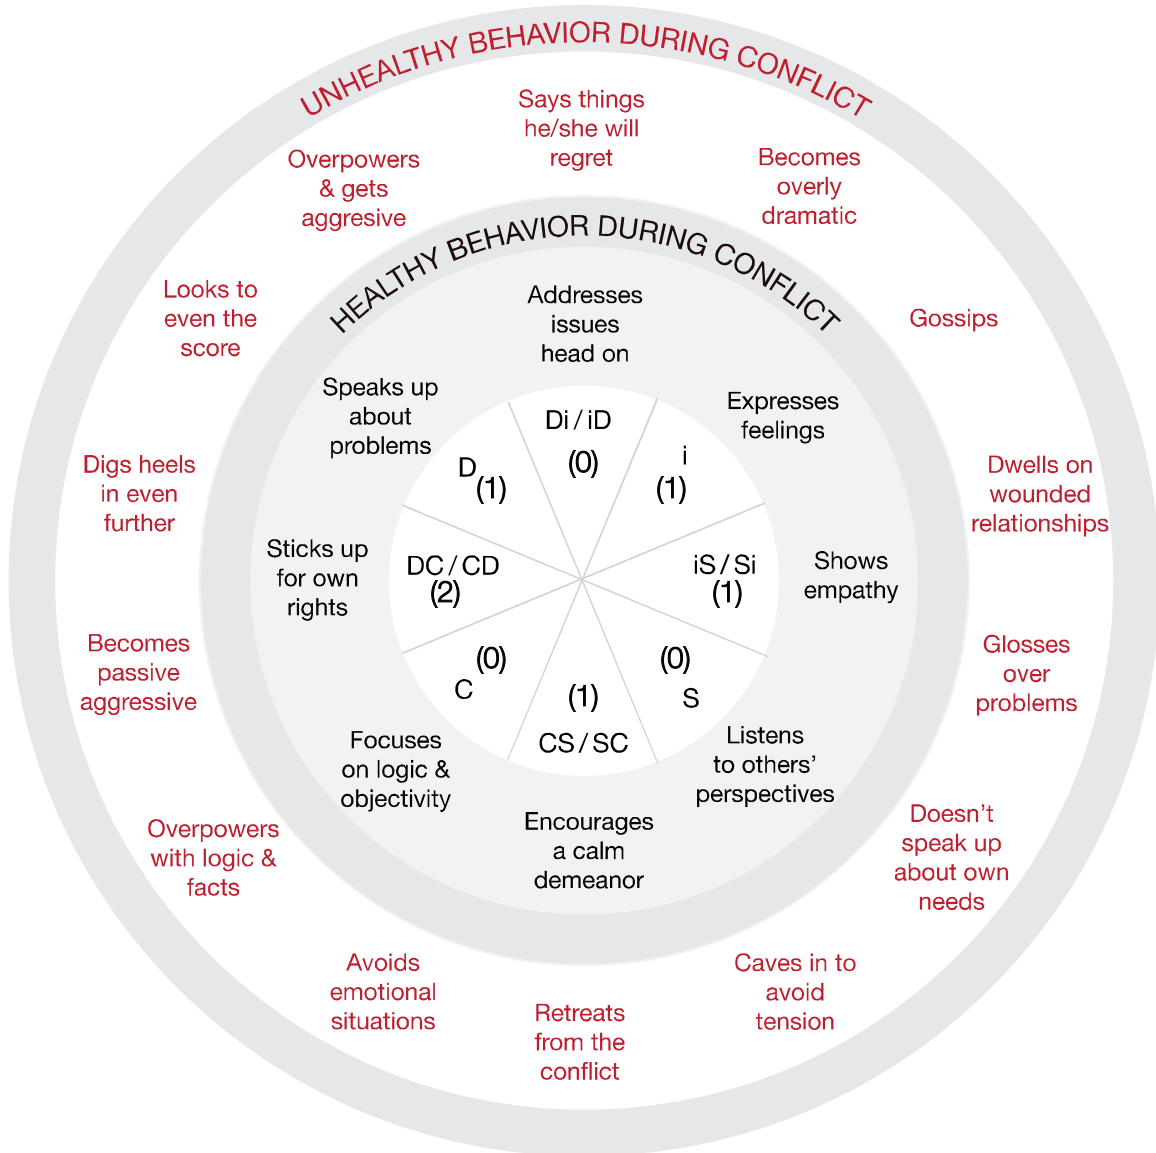 UNHEALTHY BEHAVIOR DURING CONFLICT
Says things
he/she will
regret
Becomes
overly
dramatic
Gossips
Dwells on
wounded
relationships
Glosses
over
problems
Doesn’t
speak up
about own
needs
Caves in to
avoid
tension
Retreats
from the
conflict
Avoids
emotional
situations
Overpowers
with logic &
facts
Becomes
passive
aggressive
Digs heels
in even
further
Looks to
even the
score
Overpowers
& gets
aggresive
HEALTHY BEHAVIOR DURING CONFLICT
Addresses
issues
head on
Expresses
feelings
Shows
empathy
Listens
to others’
perspectives
Encourages
a calm
demeanor
Focuses
on logic &
objectivity
Sticks up
for own
rights
Speaks up
about
problems
Di / iD
(0)
i
(1)
iS / Si
(1)
(0)
S
(1)
CS / SC
(0)
C
DC / CD
(2)
D
(1)